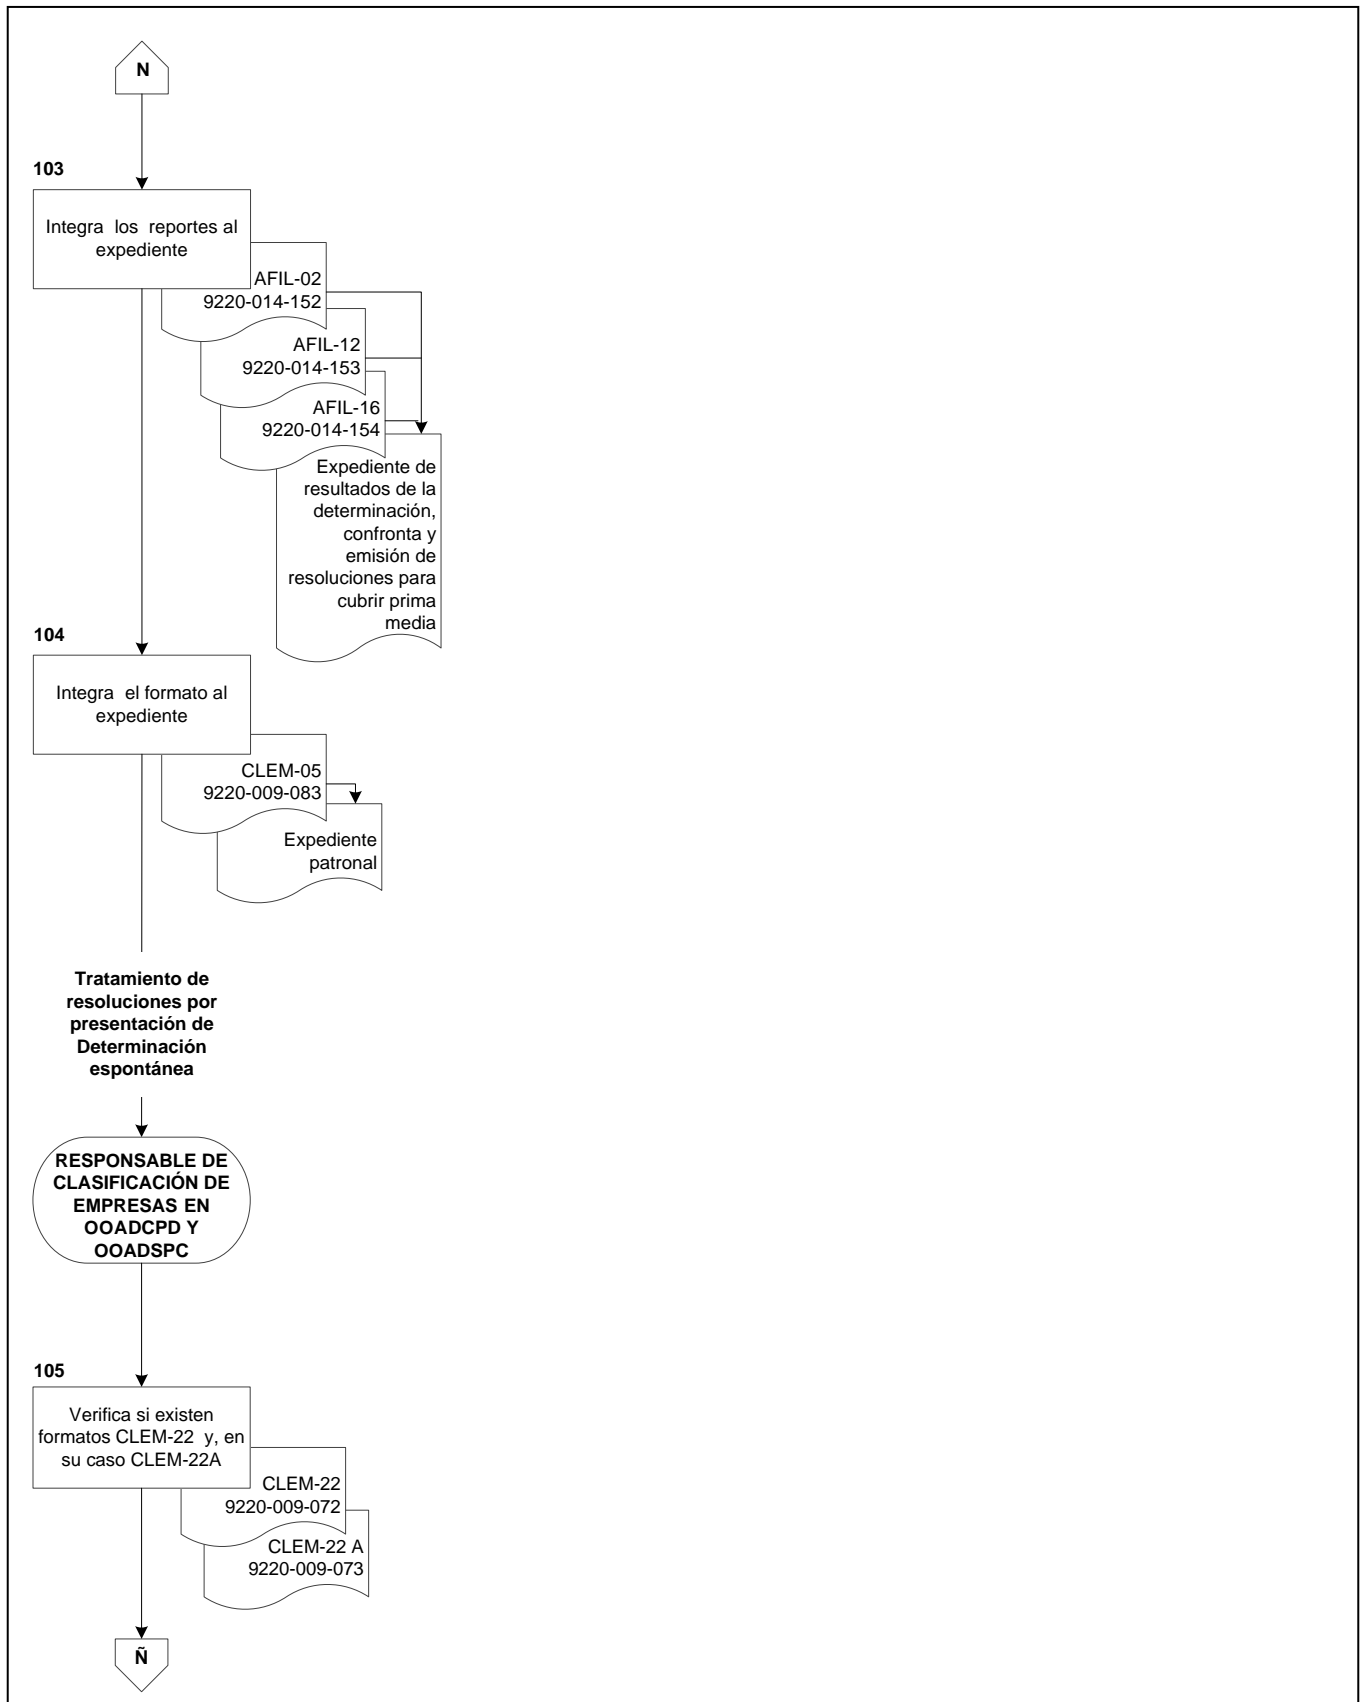 N
103
Integra los reportes al
expediente
AFIL-02
9220-014-152
AFIL-12
9220-014-153
AFIL-16
9220-014-154
Expediente de
resultados de la
determinación,
confronta y
emisión de
resoluciones para
cubrir prima
media
104
Integra el formato al
expediente
CLEM-05
9220-009-083
Expediente
patronal
Tratamiento de
resoluciones por
presentación de
Determinación
espontánea
RESPONSABLE DE
CLASIFICACIÓN DE
EMPRESAS EN
OOADCPD Y
OOADSPC
105
Verifica si existen
formatos CLEM-22 y, en
su caso CLEM-22A
CLEM-22
9220-009-072
CLEM-22 A
9220-009-073
Ñ